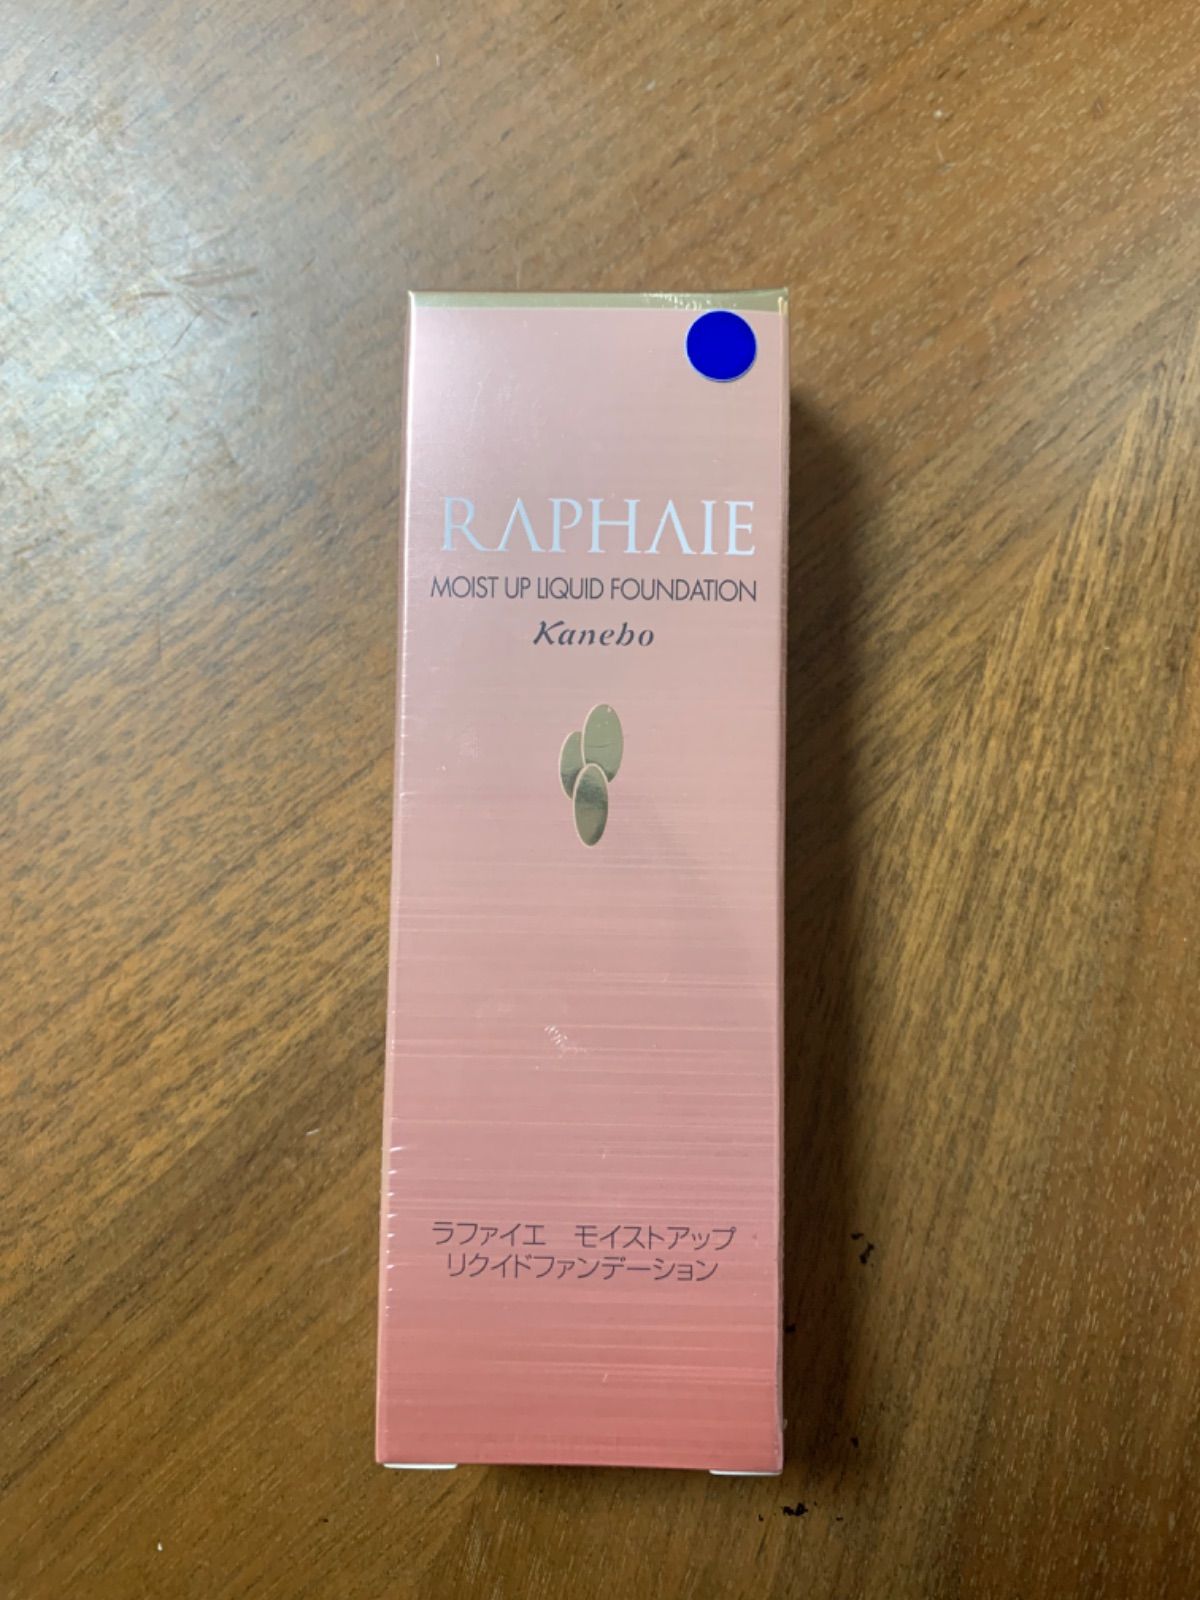 RAPHAIE
MOIST UP LIQUID FOUNDATION
Kanebo
ラファイエ　モイストアップ
リクイドファンデーション